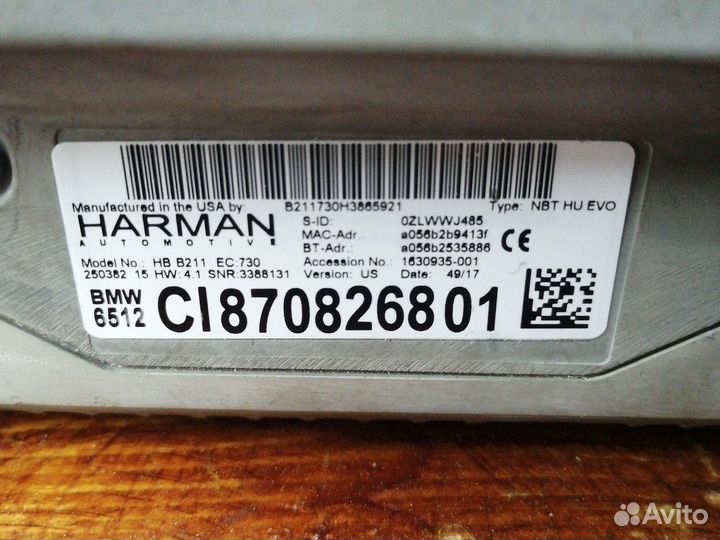 Manufactured in the USA by: B211730H3865921 Type: NBT HU EVO
HARMAN
AUTOMOTIVE
S-ID: 0ZLWWJ485
MAC-Adr.. a056b2b9413f
BT-Adr.: a056b2535886
CE
Model No.: HB B211 EC:730 Accession No.: 1630935-001
250382 15 HW: 4.1 SNR:3388131 Version: US Date: 49/17
BMW
6512
CI870826801
Avito